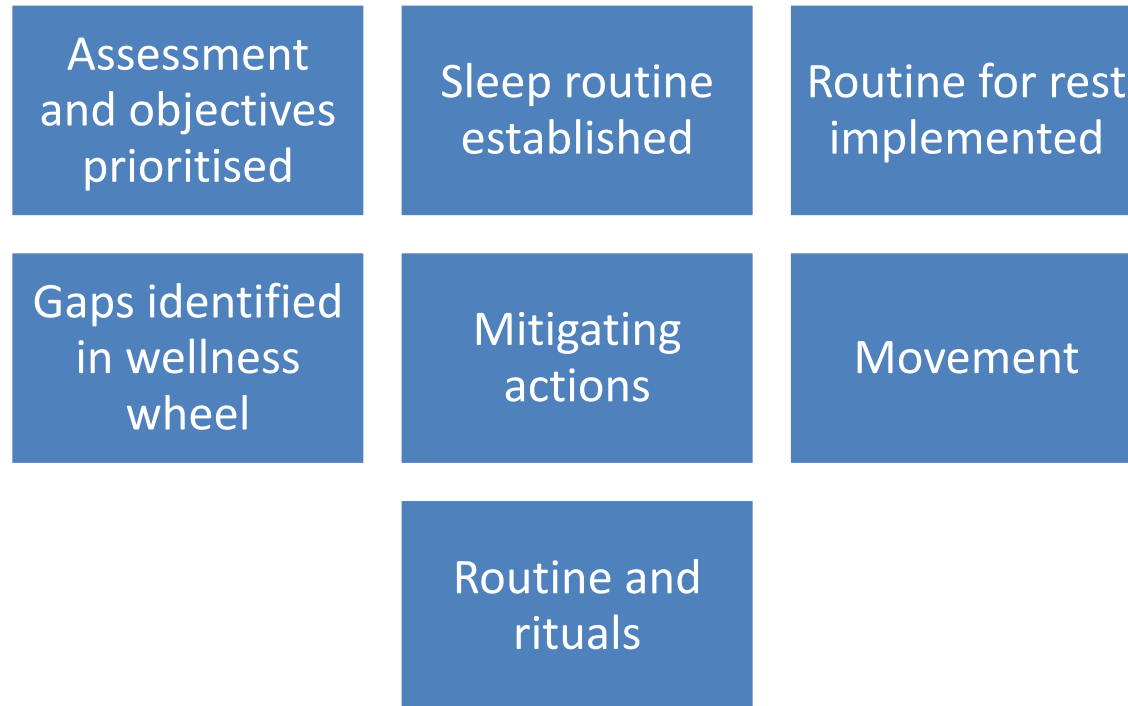 Assessment
and objectives
prioritised
Sleep routine
established
Routine for rest
implemented
Gaps identified
in wellness
wheel
Mitigating
actions
Movement
Routine and
rituals